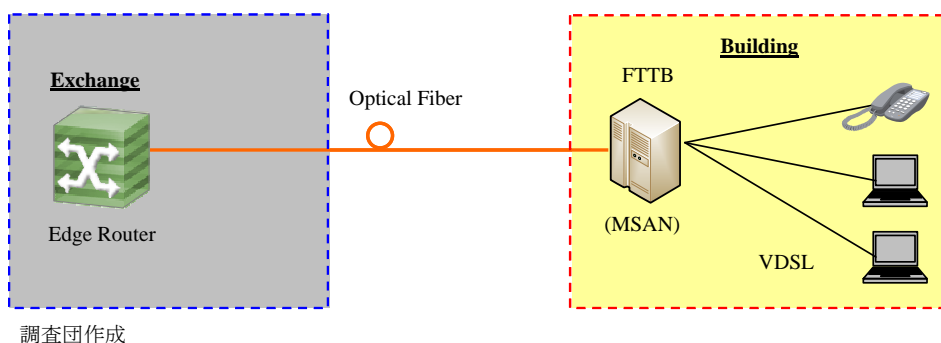 Exchange
Edge Router
Optical Fiber
Building
FTTB
(MSAN)
VDSL
調査団作成